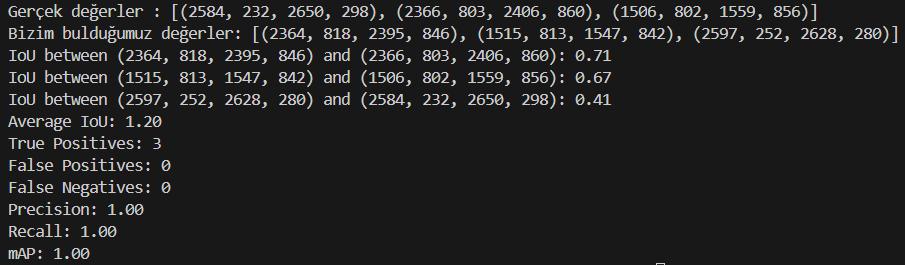 Gerçek değerler : [(2584, 232, 2650, 298), (2366, 803, 2406, 860), (1506, 802, 1559, 856)]
Bizim bulduğumuz değerler: [(2364, 818, 2395, 846), (1515, 813, 1547, 842), (2597, 252, 2628, 280)]
IoU between (2364, 818, 2395, 846) and (2366, 803, 2406, 860): 0.71
IoU between (1515, 813, 1547, 842) and (1506, 802, 1559, 856): 0.67
IoU between (2597, 252, 2628, 280) and (2584, 232, 2650, 298): 0.41
Average IoU: 1.20
True Positives: 3
False Positives: 0
False Negatives: 0
Precision: 1.00
Recall: 1.00
mAP: 1.00